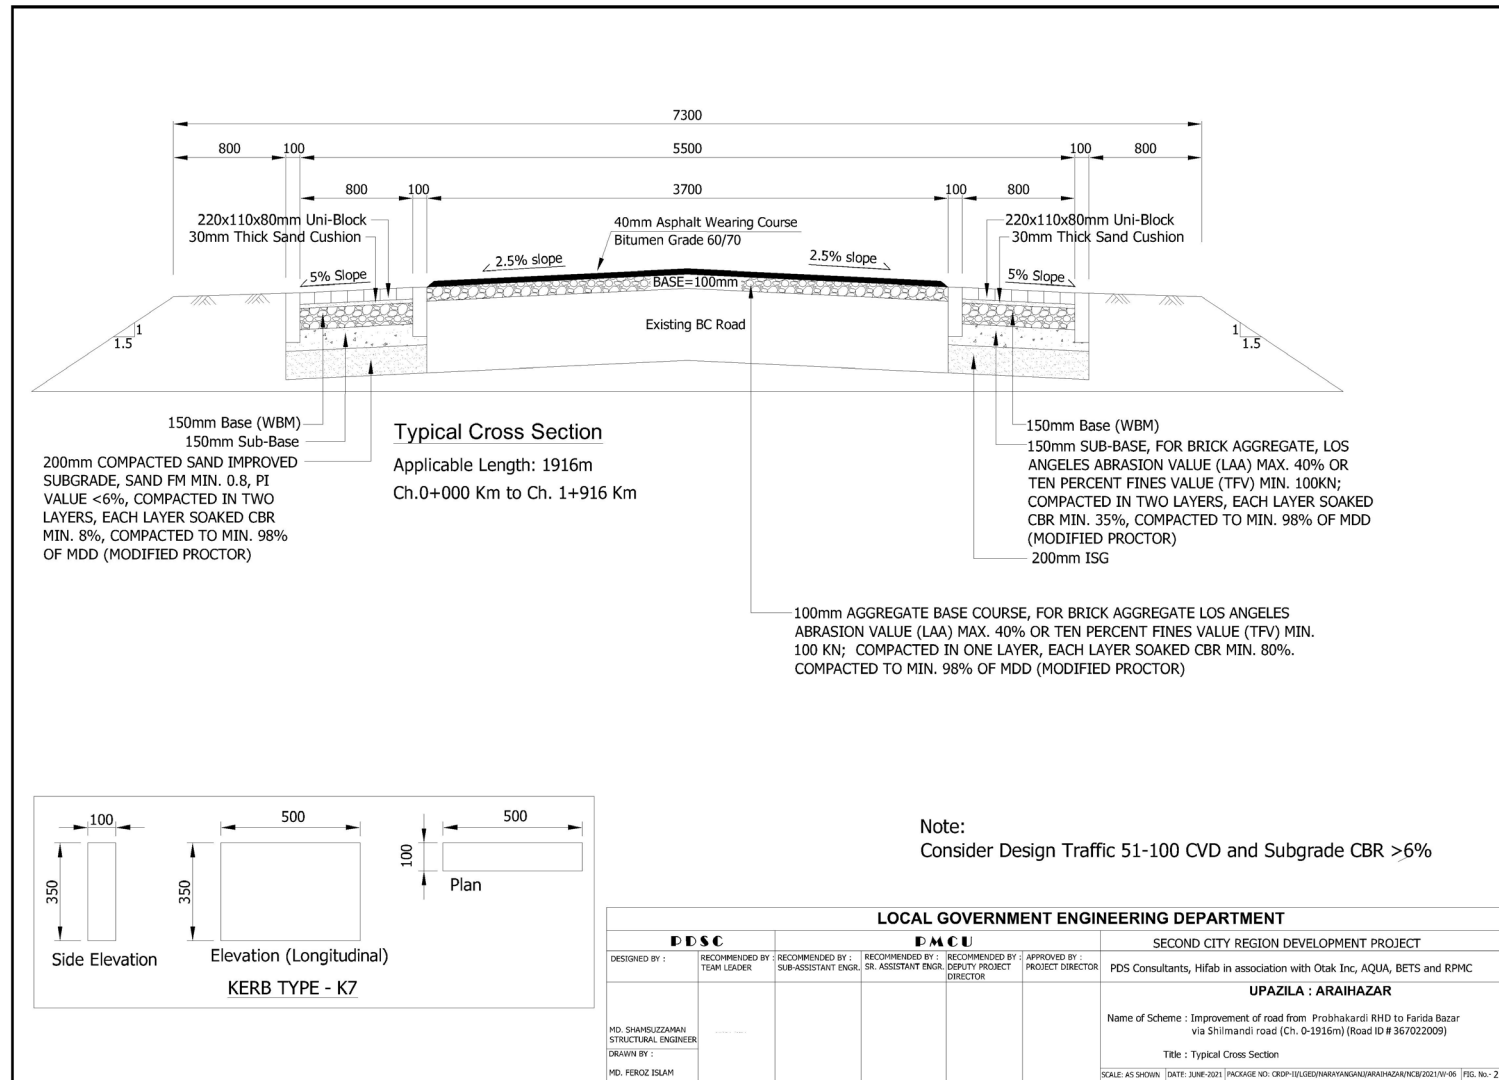 7300
800 100 5500 100 800
800 100 3700 100 800
220x110x80mm Uni-Block
30mm Thick Sand Cushion
40mm Asphalt Wearing Course
Bitumen Grade 60/70
220x110x80mm Uni-Block
30mm Thick Sand Cushion
5% Slope
2.5% slope
2.5% slope
5% Slope
BASE=100mm
Existing BC Road
1
1.5
1
1.5
150mm Base (WBM)
150mm Sub-Base
200mm COMPACTED SAND IMPROVED
SUBGRADE, SAND FM MIN. 0.8, PI
VALUE <6%, COMPACTED IN TWO
LAYERS, EACH LAYER SOAKED CBR
MIN. 8%, COMPACTED TO MIN. 98%
OF MDD (MODIFIED PROCTOR)
Typical Cross Section
Applicable Length: 1916m
Ch.0+000 Km to Ch. 1+916 Km
150mm Base (WBM)
150mm SUB-BASE, FOR BRICK AGGREGATE, LOS
ANGELES ABRASION VALUE (LAA) MAX. 40% OR
TEN PERCENT FINES VALUE (TFV) MIN. 100KN;
COMPACTED IN TWO LAYERS, EACH LAYER SOAKED
CBR MIN. 35%, COMPACTED TO MIN. 98% OF MDD
(MODIFIED PROCTOR)
200mm ISG
100mm AGGREGATE BASE COURSE, FOR BRICK AGGREGATE LOS ANGELES
ABRASION VALUE (LAA) MAX. 40% OR TEN PERCENT FINES VALUE (TFV) MIN.
100 KN; COMPACTED IN ONE LAYER, EACH LAYER SOAKED CBR MIN. 80%.
COMPACTED TO MIN. 98% OF MDD (MODIFIED PROCTOR)
100
350
Side Elevation
500
350
Elevation (Longitudinal)
500
100
Plan
KERB TYPE - K7
Note:
Consider Design Traffic 51-100 CVD and Subgrade CBR >6%
LOCAL GOVERNMENT ENGINEERING DEPARTMENT
PDSC
PMCU
SECOND CITY REGION DEVELOPMENT PROJECT
DESIGNED BY :
RECOMMENDED BY :
TEAM LEADER
RECOMMENDED BY :
SUB-ASSISTANT ENGR.
RECOMMENDED BY :
SR. ASSISTANT ENGR.
RECOMMENDED BY :
DEPUTY PROJECT
DIRECTOR
APPROVED BY :
PROJECT DIRECTOR
PDS Consultants, Hifab in association with Otak Inc, AQUA, BETS and RPMC
UPAZILA : ARAIHAZAR
Name of Scheme : Improvement of road from Probhakardi RHD to Farida Bazar
via Shilmandi road (Ch. 0-1916m) (Road ID # 367022009)
Title : Typical Cross Section
MD. SHAMSUZZAMAN
STRUCTURAL ENGINEER
DRAWN BY :
MD. FEROZ ISLAM
SCALE: AS SHOWN DATE: JUNE-2021 PACKAGE NO: CRDP-II/LGED/NARAYANGANJ/ARAIHAZAR/NCB/2021/W-06 FIG. No.- 2